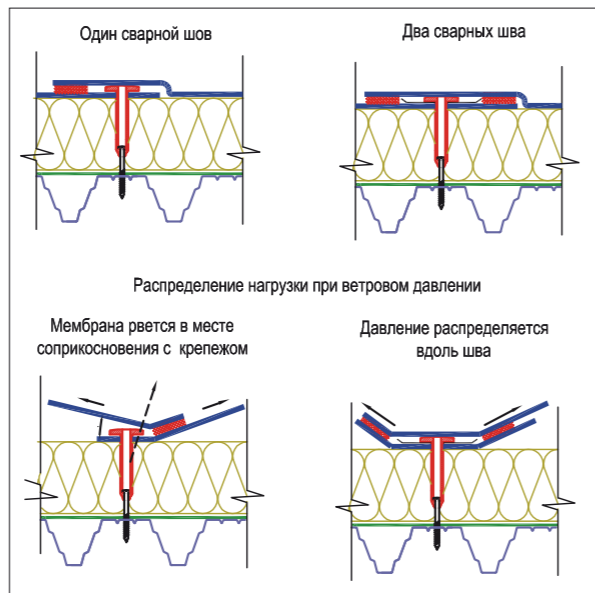 Один сварной шов
Два сварных шва
Распределение нагрузки при ветровом давлении
Мембрана рвется в месте
соприкосновения с крепежом
Давление распределяется
вдоль шва